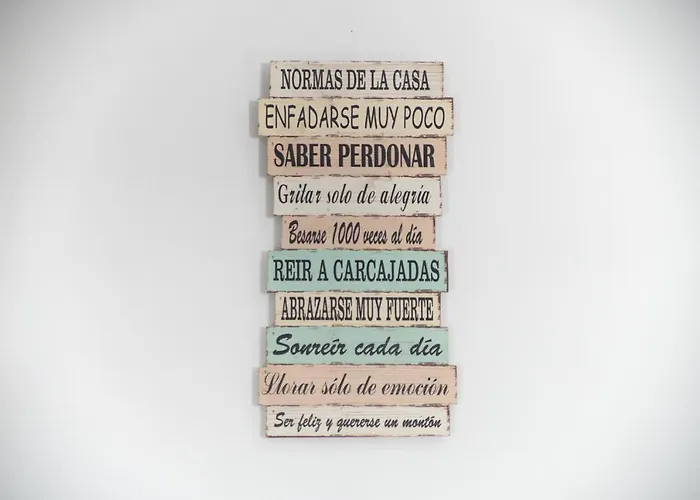 NORMAS DE LA CASA
ENFADARSE MUY POCO
SABER PERDONAR
Gritar solo de alegría
Besarse 1000 veces al día
REIR A CARCAJADAS
ABRAZARSE MUY FUERTE
Sonreír cada día
Llorar sólo de emoción
Ser feliz y quererse un montón